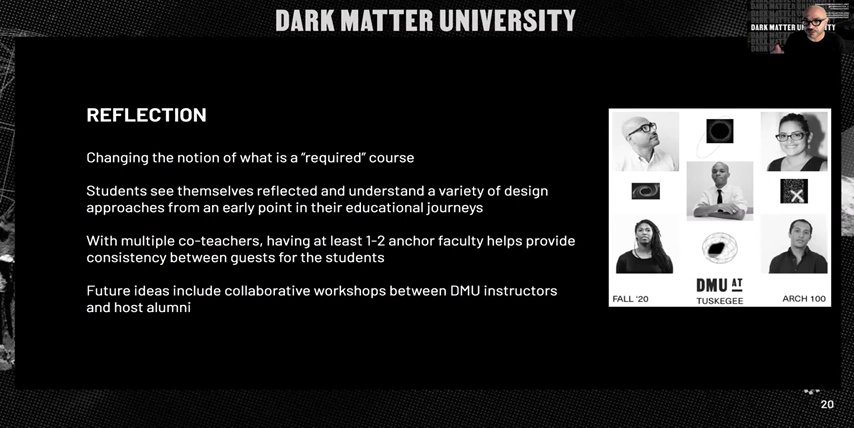 DARK MATTER UNIVERSITY
DARK MATTER UNIVERSITY
REFLECTION
Changing the notion of what is a “required” course
Students see themselves reflected and understand a variety of design
approaches from an early point in their educational journeys
With multiple co-teachers, having at least 1-2 anchor faculty helps provide
consistency between guests for the students
Future ideas include collaborative workshops between DMU instructors
and host alumni
DMU AT
FALL '20
TUSKEGEE
ARCH 100
20